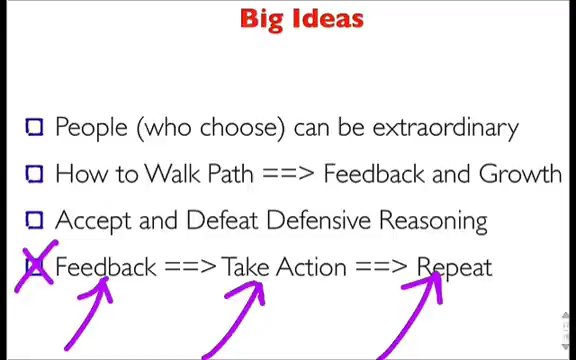 Big Ideas
People (who choose) can be extraordinary
How to Walk Path ==> Feedback and Growth
Accept and Defeat Defensive Reasoning
Feedback ==> Take Action ==> Repeat